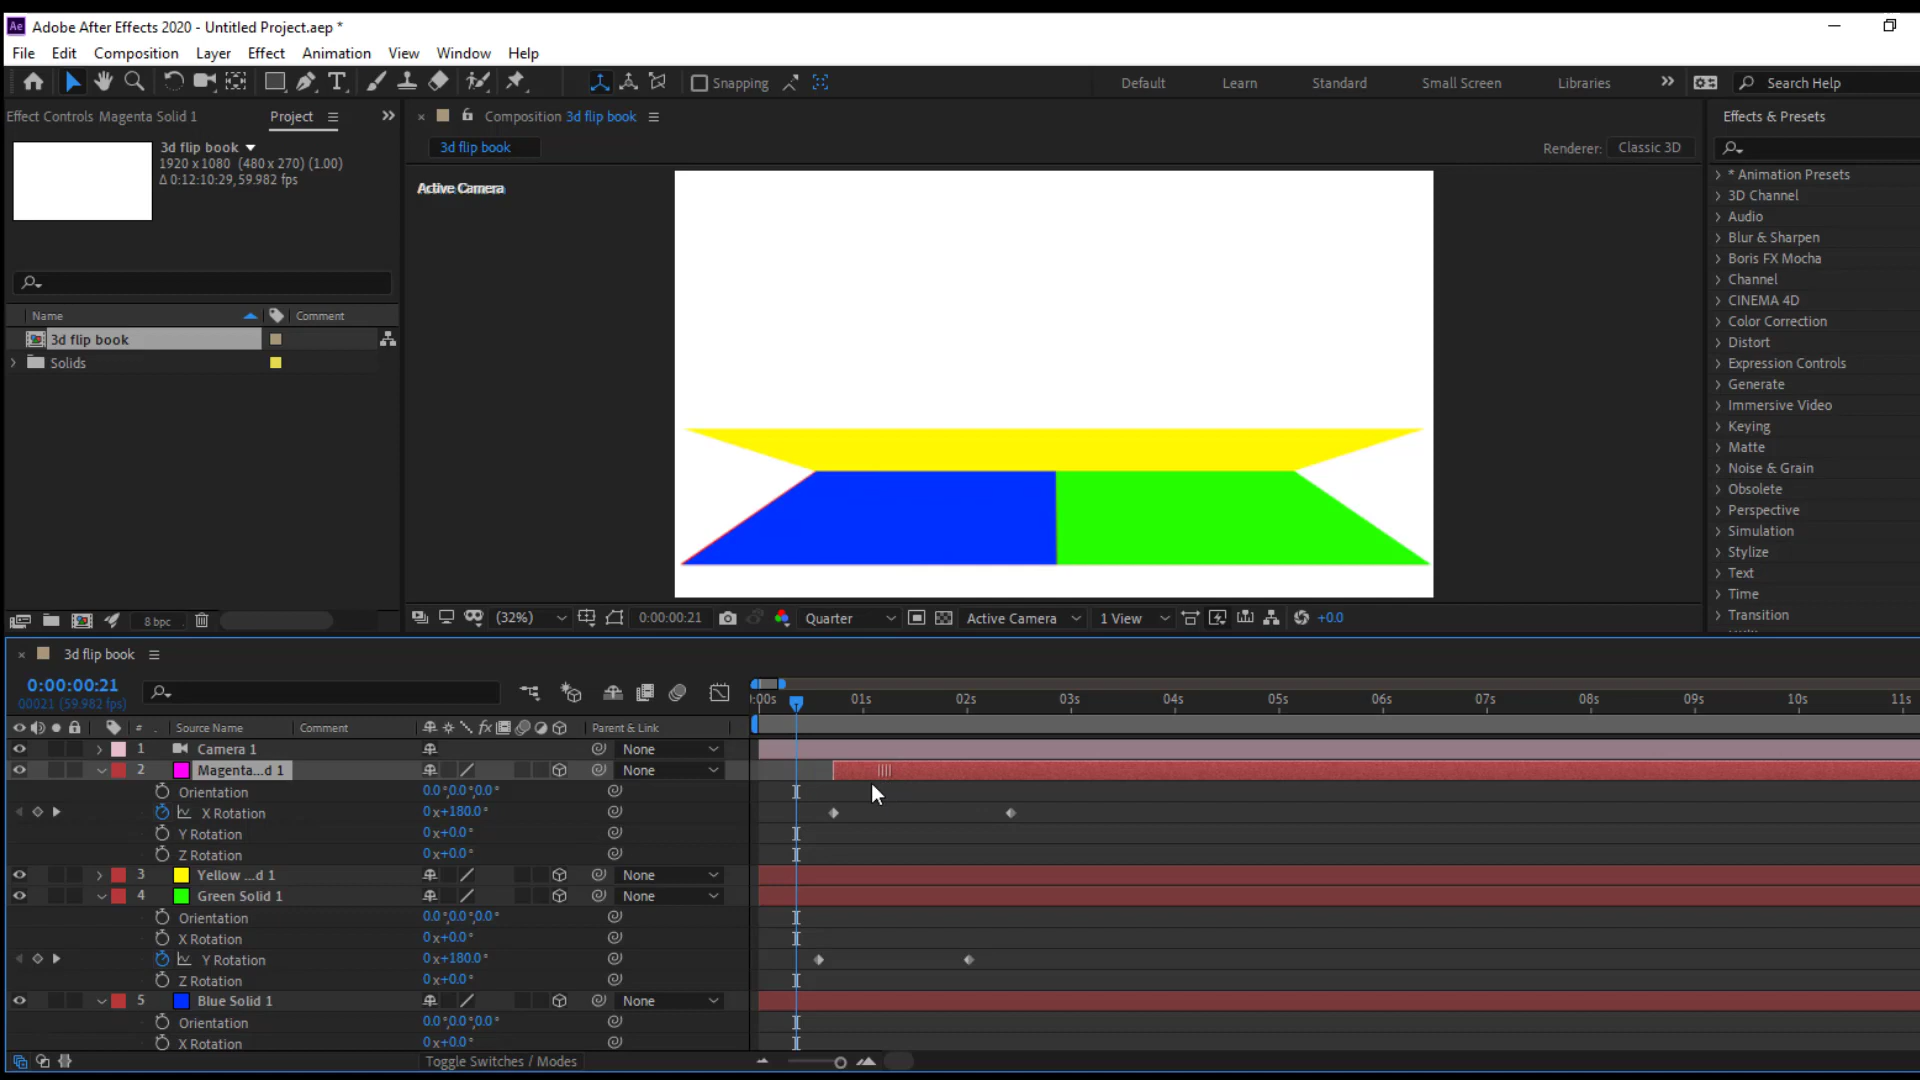 Ae Adobe After Effects 2020 - Untitled Project.aep *
File Edit Composition Layer Effect Animation View Window Help
Snapping Default Learn Standard Small Screen Libraries Search Help
Effect Controls Magenta Solid 1 Project
Composition 3d flip book
Effects & Presets
3d flip book
1920 x 1080 (480 x 270) (1.00)
Δ 0:12:10:29, 59.982 fps
3d flip book
Renderer: Classic 3D
Active Camera
* Animation Presets
3D Channel
Audio
Blur & Sharpen
Boris FX Mocha
Channel
CINEMA 4D
Color Correction
Distort
Expression Controls
Generate
Immersive Video
Keying
Matte
Noise & Grain
Obsolete
Perspective
Simulation
Stylize
Text
Time
Transition
Name Comment
3d flip book
Solids
8 bpc
(32%) 0:00:00:21 Quarter Active Camera 1 View +0.0
3d flip book
0:00:00:21
00021 (59.982 fps)
:00s 01s 02s 03s 04s 05s 06s 07s 08s 09s 10s 11s
# Source Name Comment fx Parent & Link
1 Camera 1 None
2 Magenta...d 1 None
Orientation 0.0°,0.0°,0.0°
X Rotation 0x+180.0°
Y Rotation 0x+0.0°
Z Rotation 0x+0.0°
3 Yellow ...d 1 None
4 Green Solid 1 None
Orientation 0.0°,0.0°,0.0°
X Rotation 0x+0.0°
Y Rotation 0x+180.0°
Z Rotation 0x+0.0°
5 Blue Solid 1 None
Orientation 0.0°,0.0°,0.0°
X Rotation 0x+0.0°
Toggle Switches / Modes